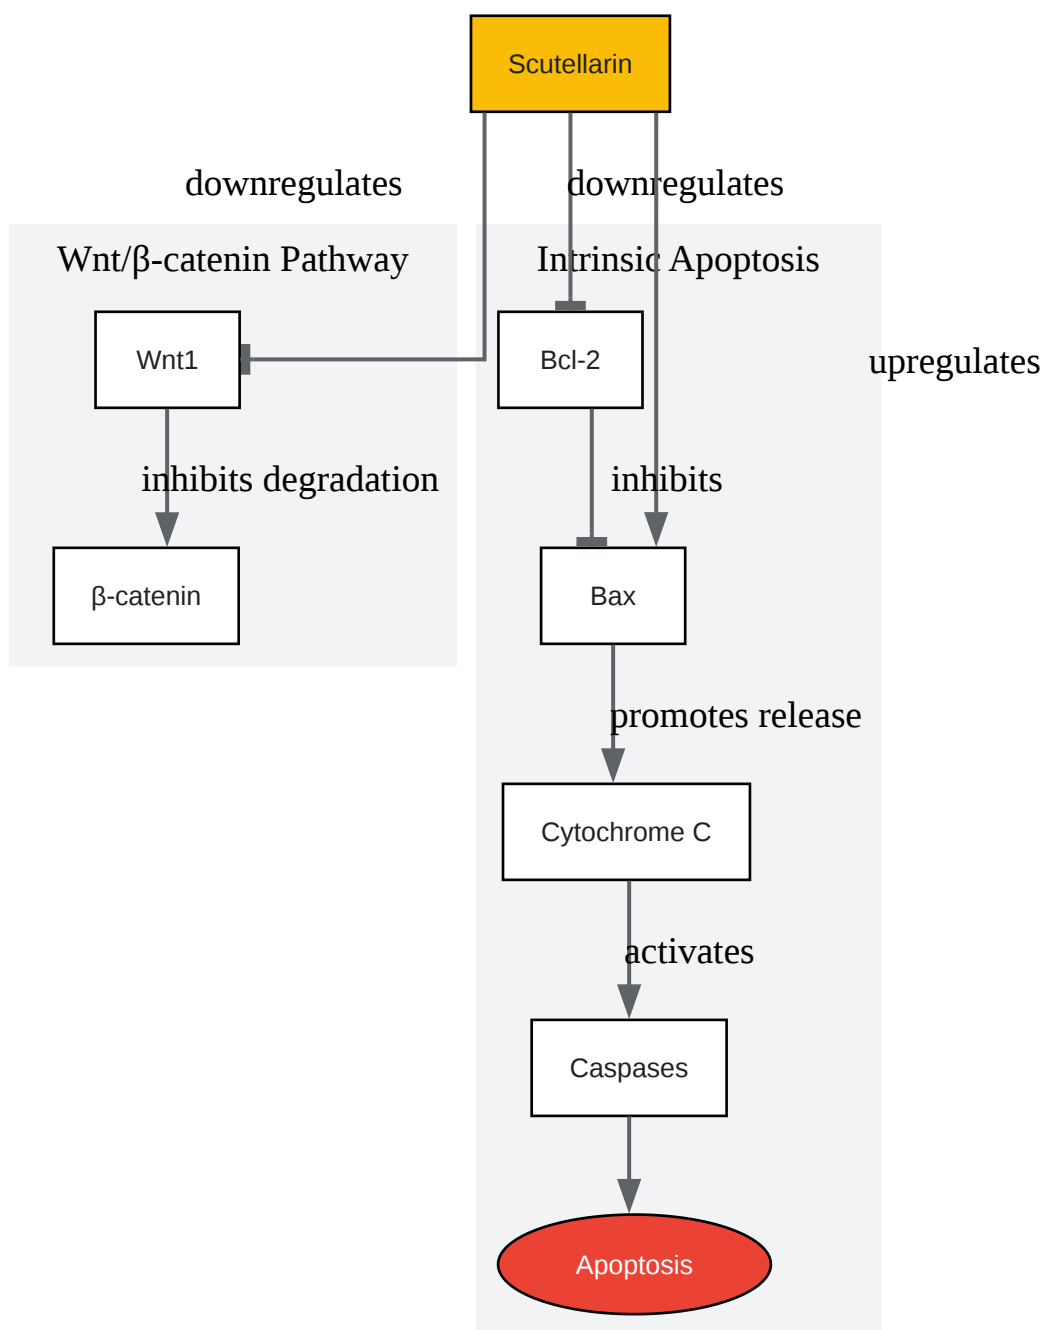 Scutellarin
downregulates
downregulates
Wnt/β-catenin Pathway
Intrinsic Apoptosis
Wnt1
Bcl-2
upregulates
inhibits degradation
inhibits
β-catenin
Bax
promotes release
Cytochrome C
activates
Caspases
Apoptosis